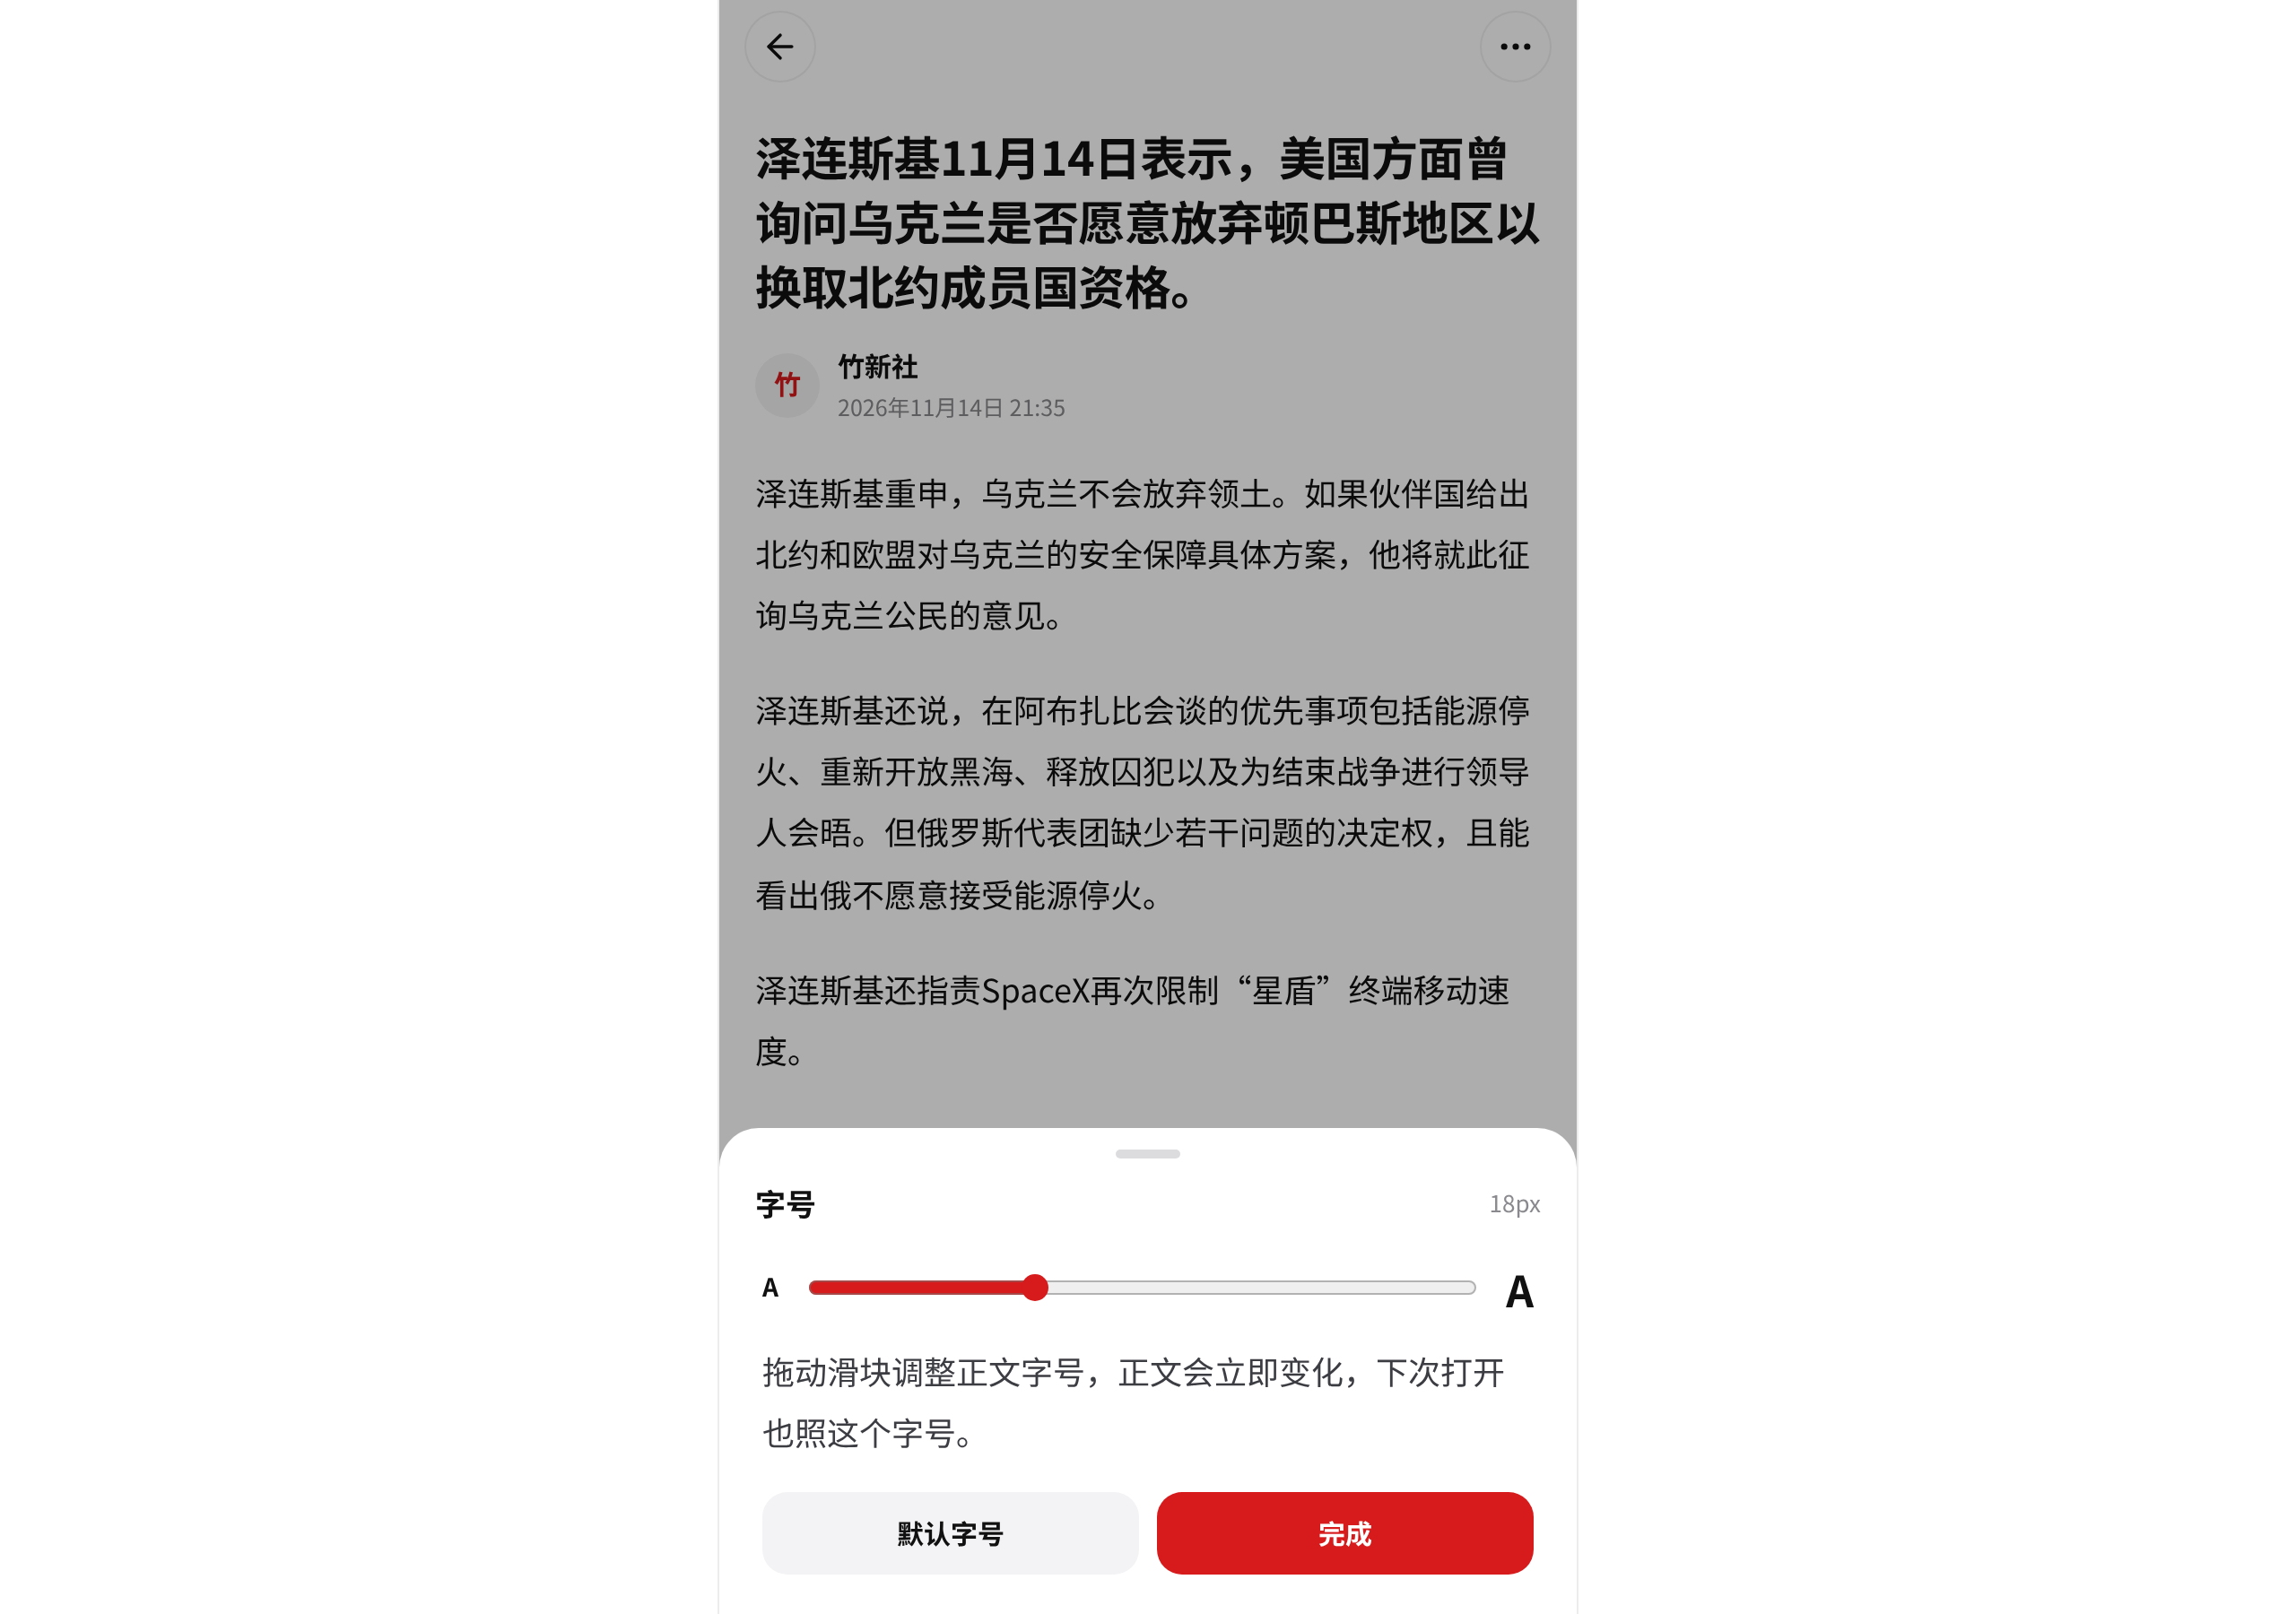 泽连斯基11月14日表示，美国方面曾
询问乌克兰是否愿意放弃顿巴斯地区以
换取北约成员国资格。
竹
竹新社
2026年11月14日 21:35
泽连斯基重申，乌克兰不会放弃领土。如果伙伴国给出
北约和欧盟对乌克兰的安全保障具体方案，他将就此征
询乌克兰公民的意见。
泽连斯基还说，在阿布扎比会谈的优先事项包括能源停
火、重新开放黑海、释放囚犯以及为结束战争进行领导
人会晤。但俄罗斯代表团缺少若干问题的决定权，且能
看出俄不愿意接受能源停火。
泽连斯基还指责SpaceX再次限制“星盾”终端移动速
度。
字号
18px
A
A
拖动滑块调整正文字号，正文会立即变化，下次打开
也照这个字号。
默认字号
完成